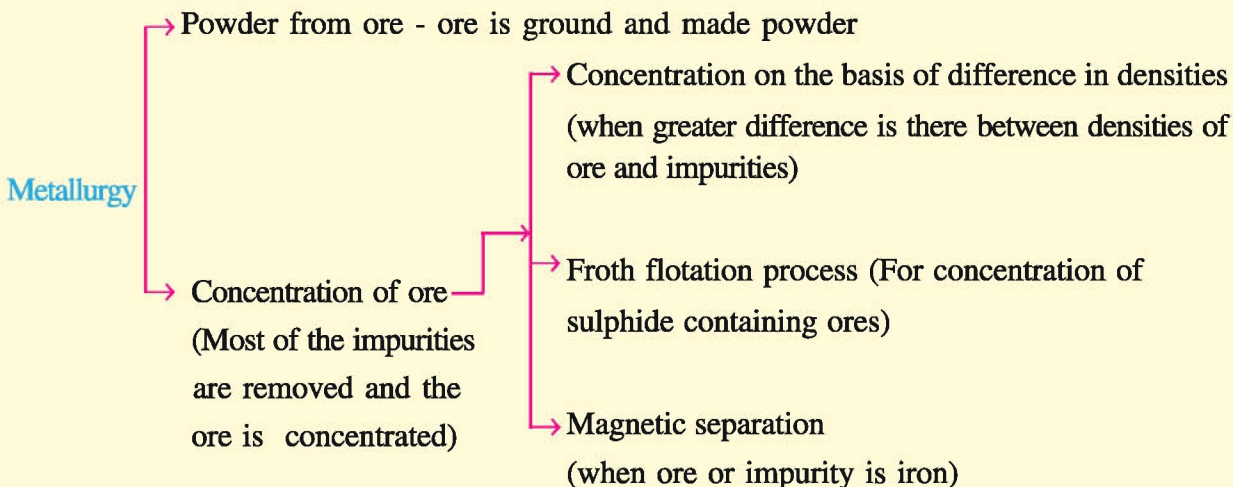 Powder from ore - ore is ground and made powder
Concentration on the basis of difference in densities
(when greater difference is there between densities of
ore and impurities)
Metallurgy
Froth flotation process (For concentration of
sulphide containing ores)
Concentration of ore
(Most of the impurities
are removed and the
ore is concentrated)
Magnetic separation
(when ore or impurity is iron)